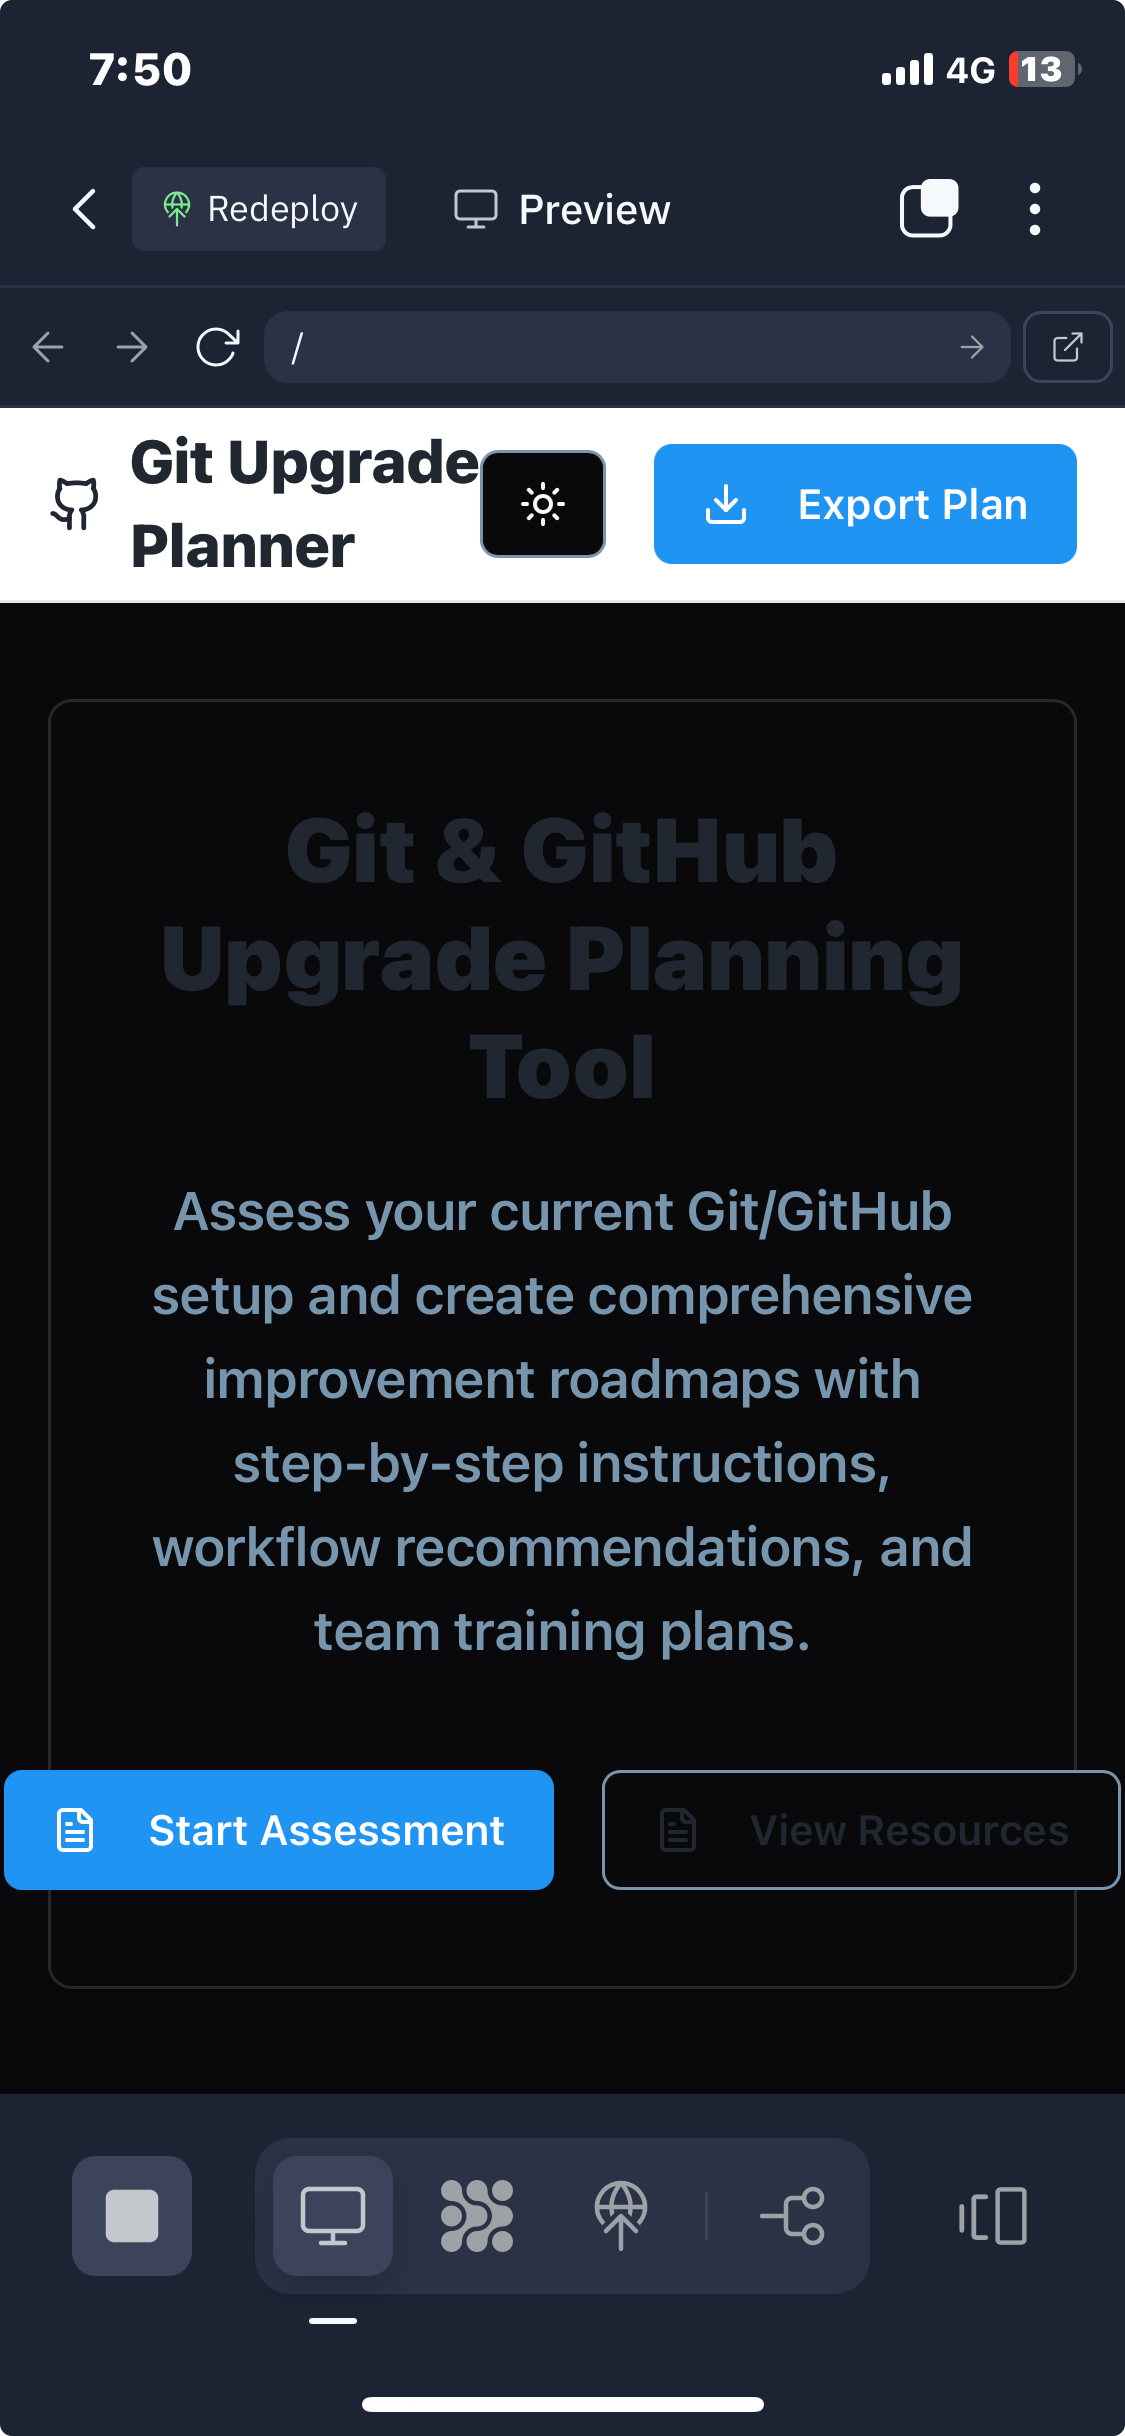 7:50
4G
13
Redeploy
Preview
/
Git Upgrade
Planner
Export Plan
Git & GitHub
Upgrade Planning
Tool
Assess your current Git/GitHub
setup and create comprehensive
improvement roadmaps with
step-by-step instructions,
workflow recommendations, and
team training plans.
Start Assessment
View Resources